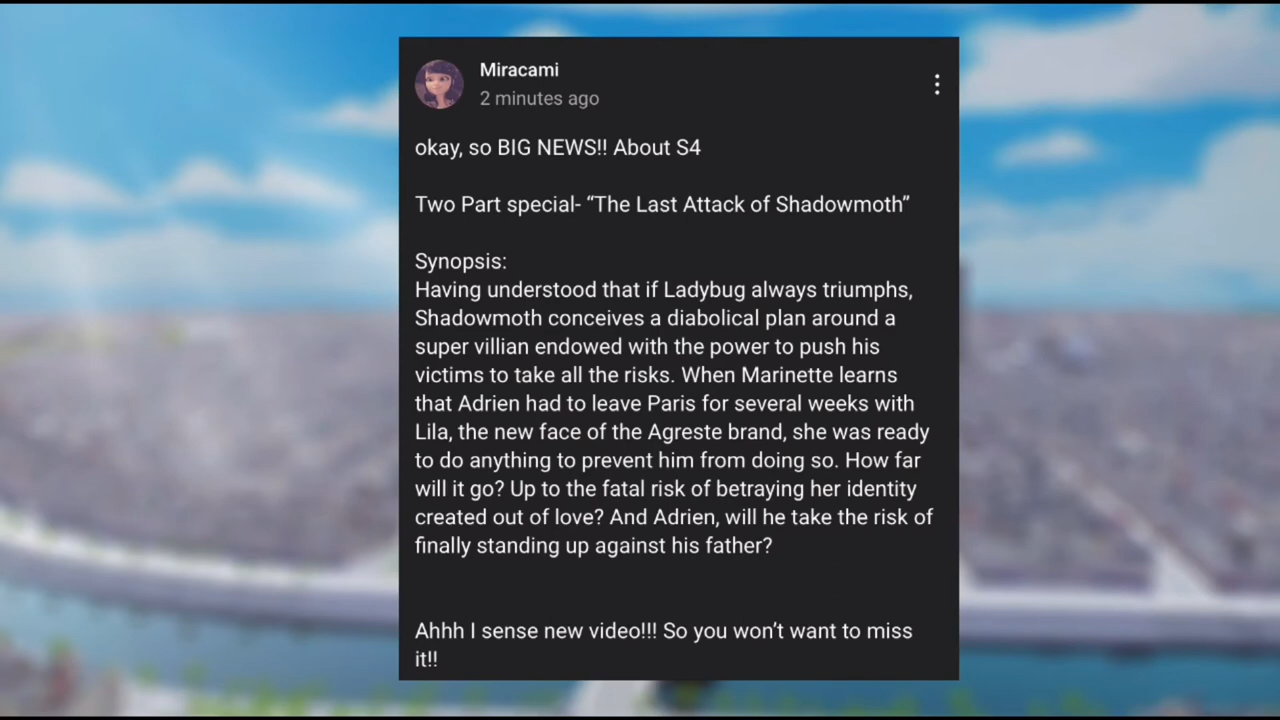 Miracami
2 minutes ago
okay, so BIG NEWS!! About S4
Two Part special- “The Last Attack of Shadowmoth”
Synopsis:
Having understood that if Ladybug always triumphs,
Shadowmoth conceives a diabolical plan around a
super villian endowed with the power to push his
victims to take all the risks. When Marinette learns
that Adrien had to leave Paris for several weeks with
Lila, the new face of the Agreste brand, she was ready
to do anything to prevent him from doing so. How far
will it go? Up to the fatal risk of betraying her identity
created out of love? And Adrien, will he take the risk of
finally standing up against his father?
Ahhh I sense new video!!! So you won’t want to miss
it!!